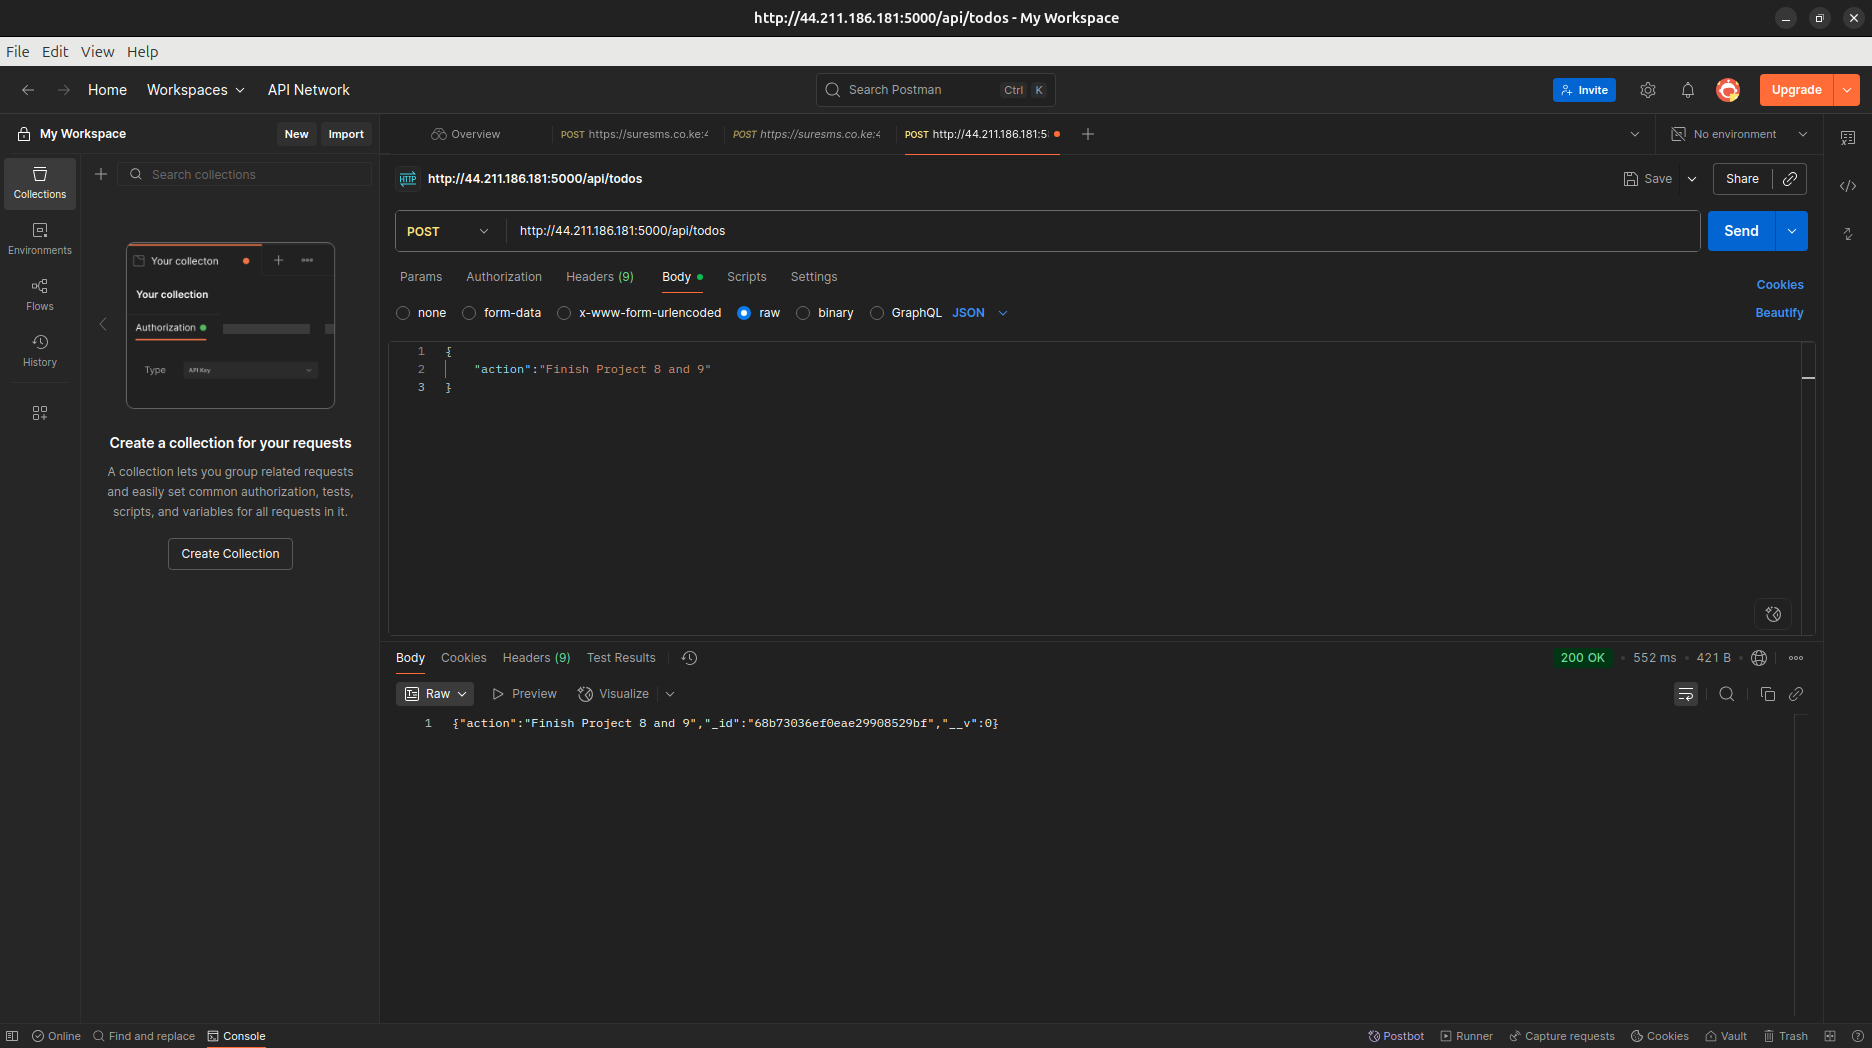 http://44.211.186.181:5000/api/todos - My Workspace
File Edit View Help
Home Workspaces API Network
Search Postman Ctrl K
Invite
Upgrade
My Workspace
New Import
Overview
POST https://suresms.co.ke:4
POST https://suresms.co.ke:4
POST http://44.211.186.181:5
No environment
Collections
Environments
Flows
History
Search collections
Your collecton
Your collection
Authorization
Type API Key
Create a collection for your requests
A collection lets you group related requests
and easily set common authorization, tests,
scripts, and variables for all requests in it.
Create Collection
HTTP http://44.211.186.181:5000/api/todos
Save Share
POST http://44.211.186.181:5000/api/todos
Send
Params Authorization Headers (9) Body Scripts Settings
Cookies
none form-data x-www-form-urlencoded raw binary GraphQL JSON
Beautify
1 {
2 "action":"Finish Project 8 and 9"
3 }
Body Cookies Headers (9) Test Results
200 OK 552 ms 421 B
Raw Preview Visualize
1 {"action":"Finish Project 8 and 9","_id":"68b73036ef0eae29908529bf","__v":0}
Online Find and replace Console
Postbot Runner Capture requests Cookies Vault Trash